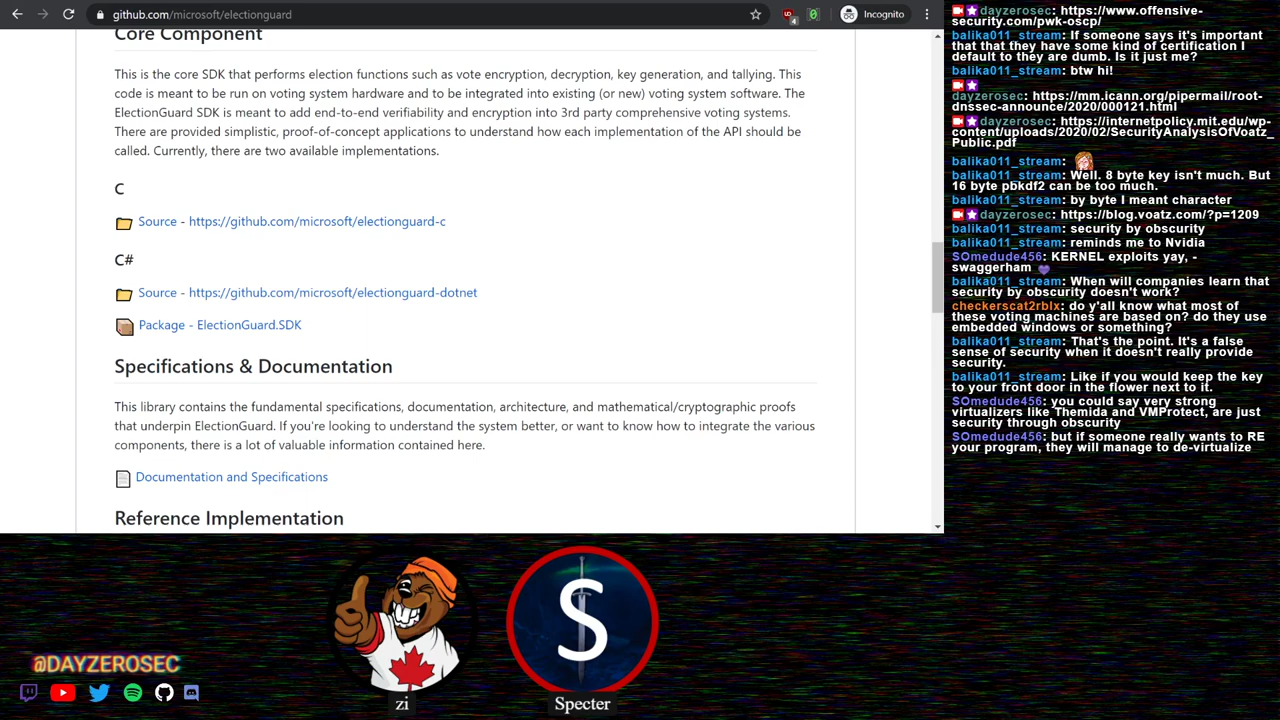 github.com/microsoft/electionguard
4
Incognito
Core Component
This is the core SDK that performs election functions such as vote encryption, decryption, key generation, and tallying. This
code is meant to be run on voting system hardware and to be integrated into existing (or new) voting system software. The
ElectionGuard SDK is meant to add end-to-end verifiability and encryption into 3rd party comprehensive voting systems.
There are provided simplistic, proof-of-concept applications to understand how each implementation of the API should be
called. Currently, there are two available implementations.
C
Source - https://github.com/microsoft/electionguard-c
C#
Source - https://github.com/microsoft/electionguard-dotnet
Package - ElectionGuard.SDK
Specifications & Documentation
This library contains the fundamental specifications, documentation, architecture, and mathematical/cryptographic proofs
that underpin ElectionGuard. If you're looking to understand the system better, or want to know how to integrate the various
components, there is a lot of valuable information contained here.
Documentation and Specifications
Reference Implementation
dayzerosec: https://www.offensive-
security.com/pwk-oscp/
balika011_stream: If someone says it's important
that that they have some kind of certification I
default to they are dumb. Is it just me?
balika011_stream: btw hi!
dayzerosec: https://mm.icann.org/pipermail/root-
dnssec-announce/2020/000121.html
dayzerosec: https://internetpolicy.mit.edu/wp-
content/uploads/2020/02/SecurityAnalysisOfVoatz_
Public.pdf
balika011_stream:
balika011_stream: Well. 8 byte key isn't much. But
16 byte pbkdf2 can be too much.
balika011_stream: by byte I meant character
dayzerosec: https://blog.voatz.com/?p=1209
balika011_stream: security by obscurity
balika011_stream: reminds me to Nvidia
SOmedude456: KERNEL exploits yay, -
swaggerham
balika011_stream: When will companies learn that
security by obscurity doesn't work?
checkerscat2rblx: do y'all know what most of
these voting machines are based on? do they use
embedded windows or something?
balika011_stream: That's the point. It's a false
sense of security when it doesn't really provide
security.
balika011_stream: Like if you would keep the key
to your front door in the flower next to it.
SOmedude456: you could say very strong
virtualizers like Themida and VMProtect, are just
security through obscurity
SOmedude456: but if someone really wants to RE
your program, they will manage to de-virtualize
@DAYZEROSEC
zi
S
Specter